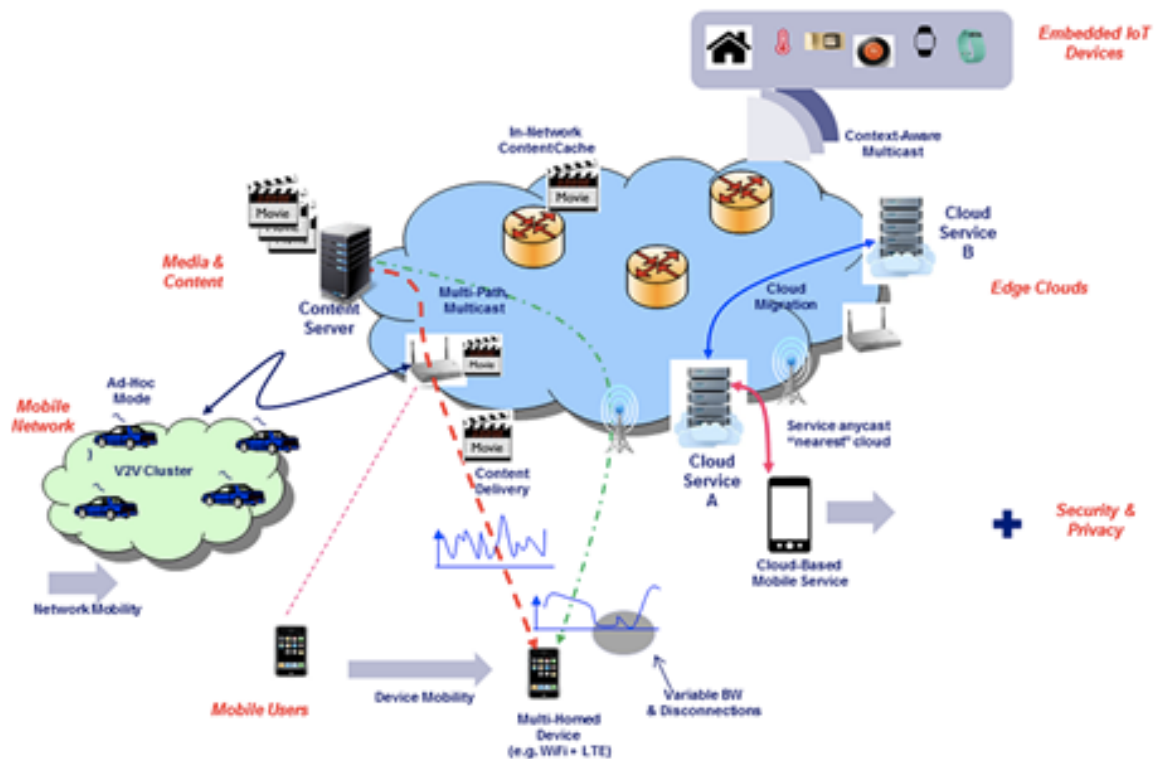 Embedded IoT
Devices
In-Network
Content Cache
Context-Aware
Multicast
Movie
Movie
Movie
Media &
Content
Content
Server
Multi-Path,
Multicast
Cloud
Service
B
Cloud
Migration
Edge Clouds
Movie
Ad-Hoc
Mode
Mobile
Network
V2V Cluster
Movie
Content
Delivery
Service anycast
"nearest" cloud
Cloud
Service
A
Cloud-Based
Mobile Service
Security &
Privacy
Network Mobility
Device Mobility
Mobile Users
Variable BW
& Disconnections
Multi-Homed
Device
(e.g. WiFi + LTE)